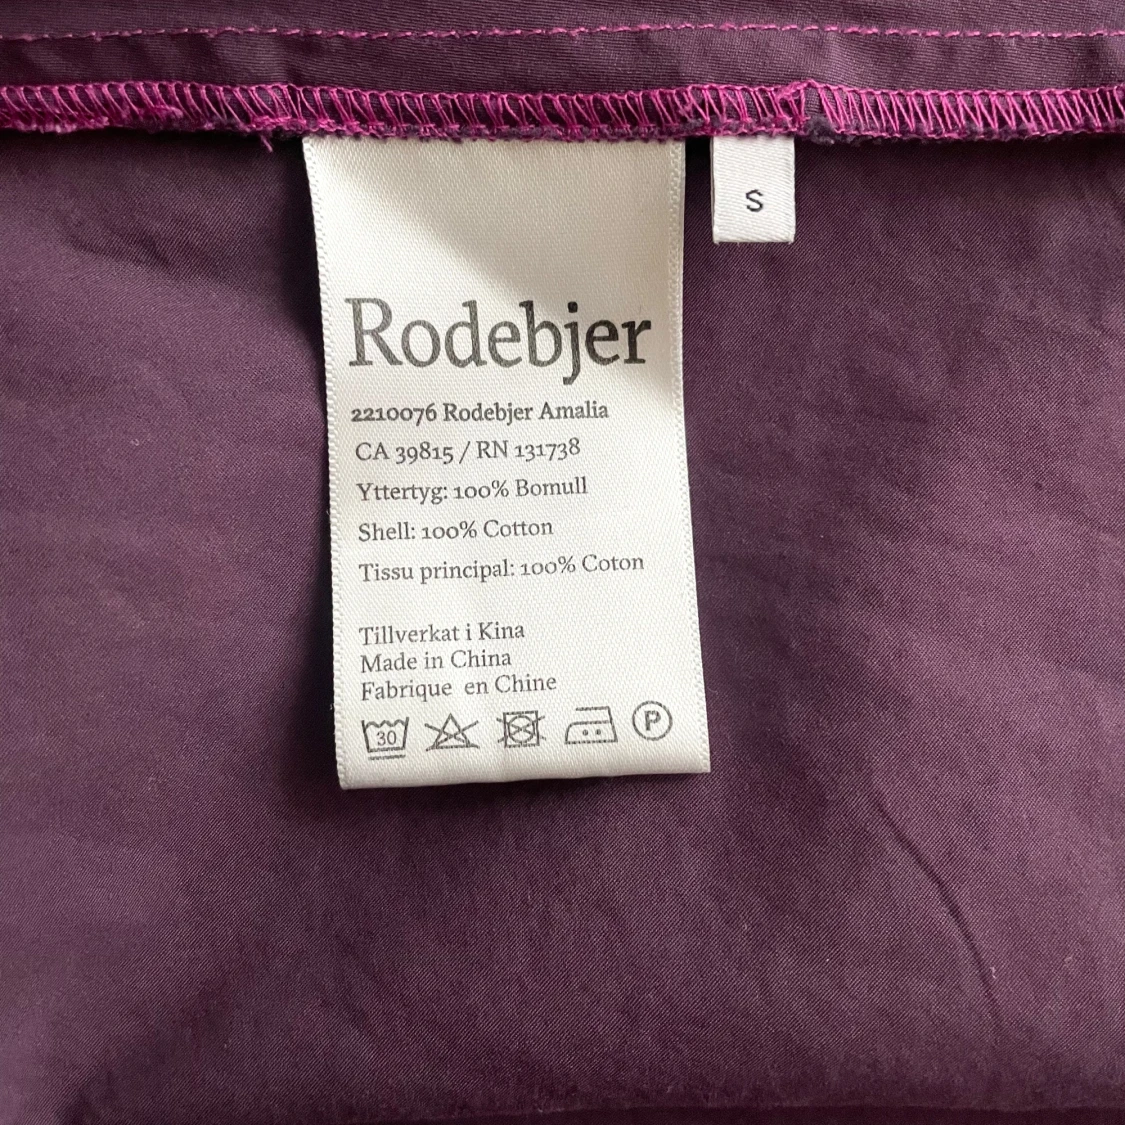 S
Rodebjer
2210076 Rodebjer Amalia
CA 39815 / RN 131738
Yttertyg: 100% Bomull
Shell: 100% Cotton
Tissu principal: 100% Coton
Tillverkat i Kina
Made in China
Fabrique en Chine
30 P